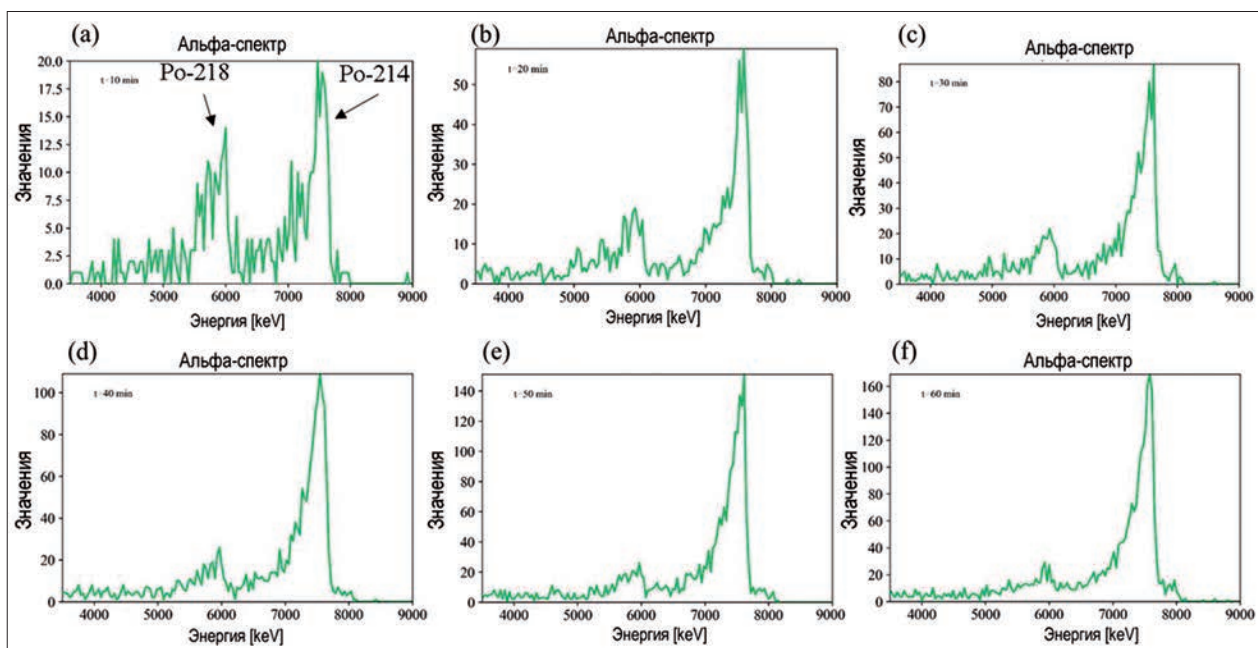 (a)
Альфа-спектр
t=10 min
Po-218
Po-214
Значения
20.0
17.5
15.0
12.5
10.0
7.5
5.0
2.5
0.0
4000 5000 6000 7000 8000 9000
Энергия [keV]
(b)
Альфа-спектр
t=20 min
Значения
50
40
30
20
10
0
4000 5000 6000 7000 8000 9000
Энергия [keV]
(c)
Альфа-спектр
t=30 min
Значения
80
70
60
50
40
30
20
10
0
4000 5000 6000 7000 8000 9000
Энергия [keV]
(d)
Альфа-спектр
t=40 min
Значения
100
80
60
40
20
0
4000 5000 6000 7000 8000 9000
Энергия [keV]
(e)
Альфа-спектр
t=50 min
Значения
140
120
100
80
60
40
20
0
4000 5000 6000 7000 8000 9000
Энергия [keV]
(f)
Альфа-спектр
t=60 min
Значения
160
140
120
100
80
60
40
20
0
4000 5000 6000 7000 8000 9000
Энергия [keV]